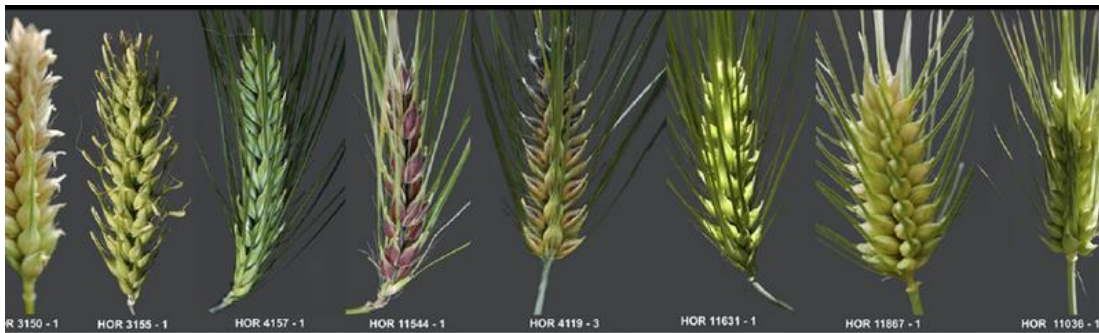 R 3150 - 1
HOR 3155 - 1
HOR 4157 - 1
HOR 11544 - 1
HOR 4119 - 3
HOR 11631 - 1
HOR 11867 - 1
HOR 11036 - 1